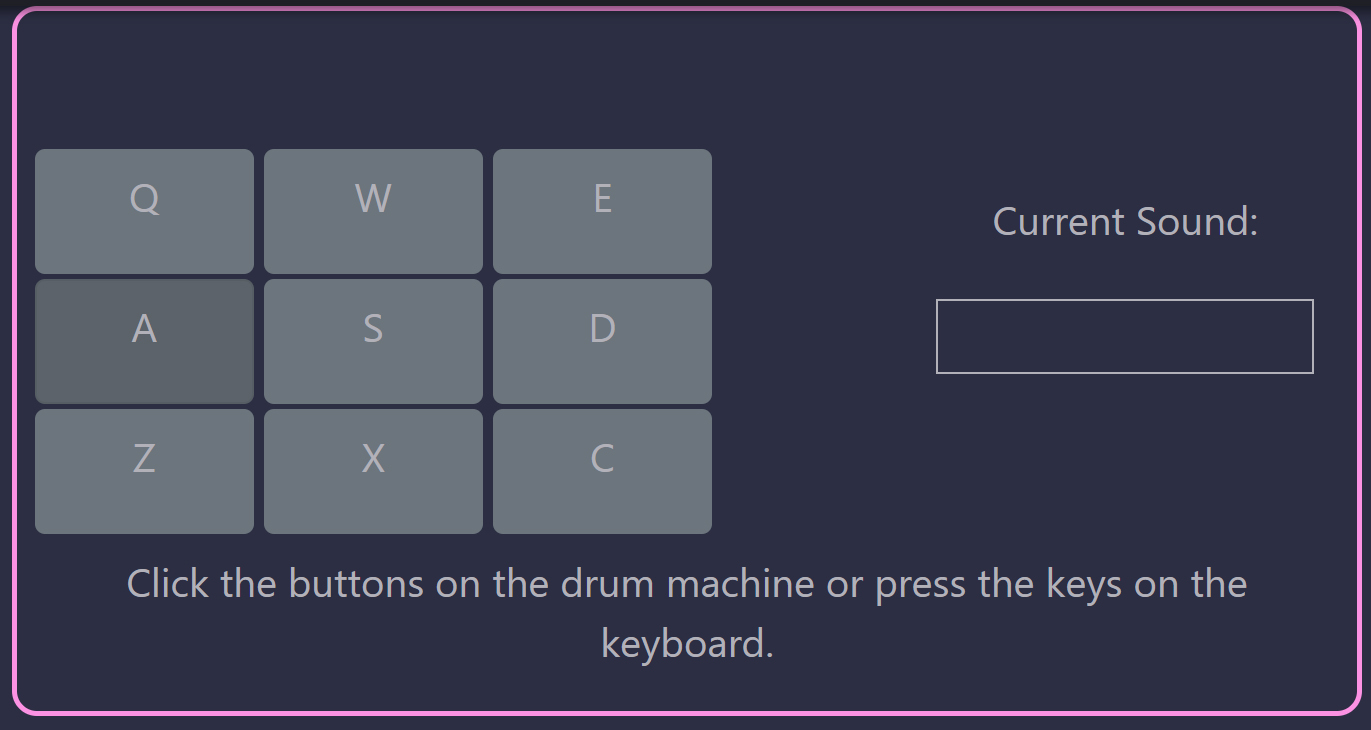 Q W E
Current Sound:
A S D
Z X C
Click the buttons on the drum machine or press the keys on the
keyboard.